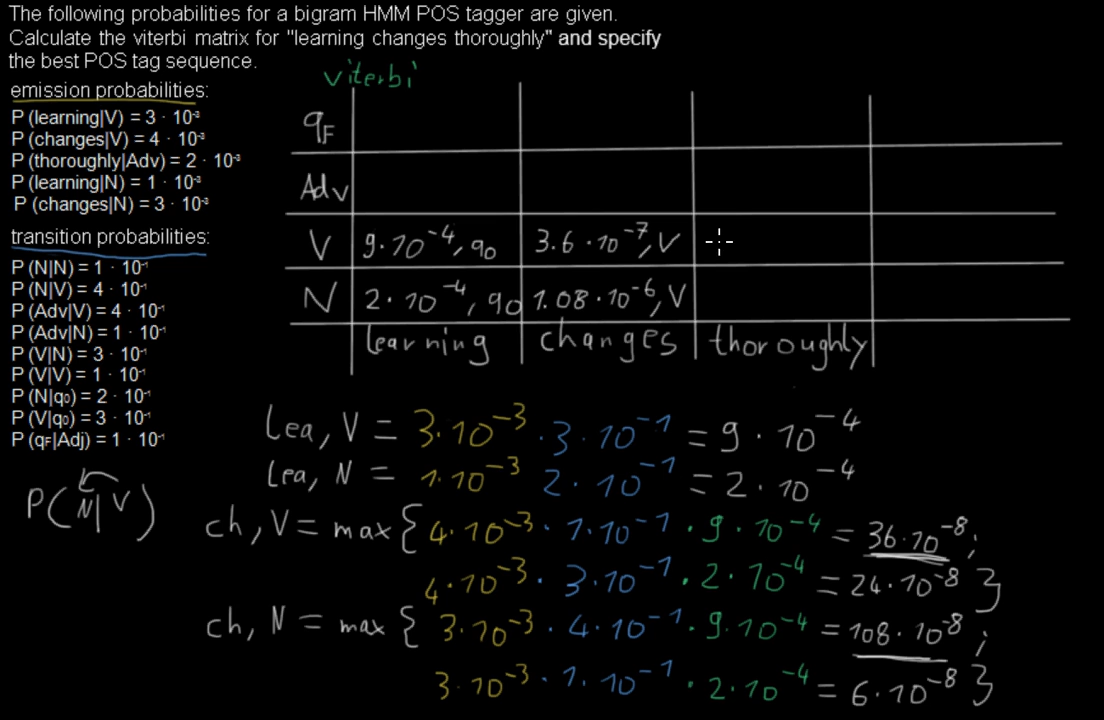 The following probabilities for a bigram HMM POS tagger are given.
Calculate the viterbi matrix for "learning changes thoroughly" and specify
the best POS tag sequence.
viterbi
emission probabilities:
P (learning|V) = 3 · 10⁻³
P (changes|V) = 4 · 10⁻³
P (thoroughly|Adv) = 2 · 10⁻³
P (learning|N) = 1 · 10⁻³
P (changes|N) = 3 · 10⁻³
transition probabilities:
P (N|N) = 1 · 10⁻¹
P (N|V) = 4 · 10⁻¹
P (Adv|V) = 4 · 10⁻¹
P (Adv|N) = 1 · 10⁻¹
P (V|N) = 3 · 10⁻¹
P (V|V) = 1 · 10⁻¹
P (N|q₀) = 2 · 10⁻¹
P (V|q₀) = 3 · 10⁻¹
P (qF|Adj) = 1 · 10⁻¹
P(N|V)
qF
Adv
V 9·10⁻⁴, q0 3.6·10⁻⁷, V
N 2·10⁻⁴, q0 1.08·10⁻⁶, V
learning changes thoroughly
Lea, V = 3·10⁻³ · 3·10⁻¹ = 9·10⁻⁴
Lea, N = 1·10⁻³ 2·10⁻¹ = 2·10⁻⁴
ch, V = max { 4·10⁻³ · 1·10⁻¹ · 9·10⁻⁴ = 36·10⁻⁸;
4·10⁻³ · 3·10⁻¹ · 2·10⁻⁴ = 24·10⁻⁸ }
ch, N = max { 3·10⁻³ · 4·10⁻¹ · 9·10⁻⁴ = 108·10⁻⁸;
3·10⁻³ · 1·10⁻¹ · 2·10⁻⁴ = 6·10⁻⁸ }